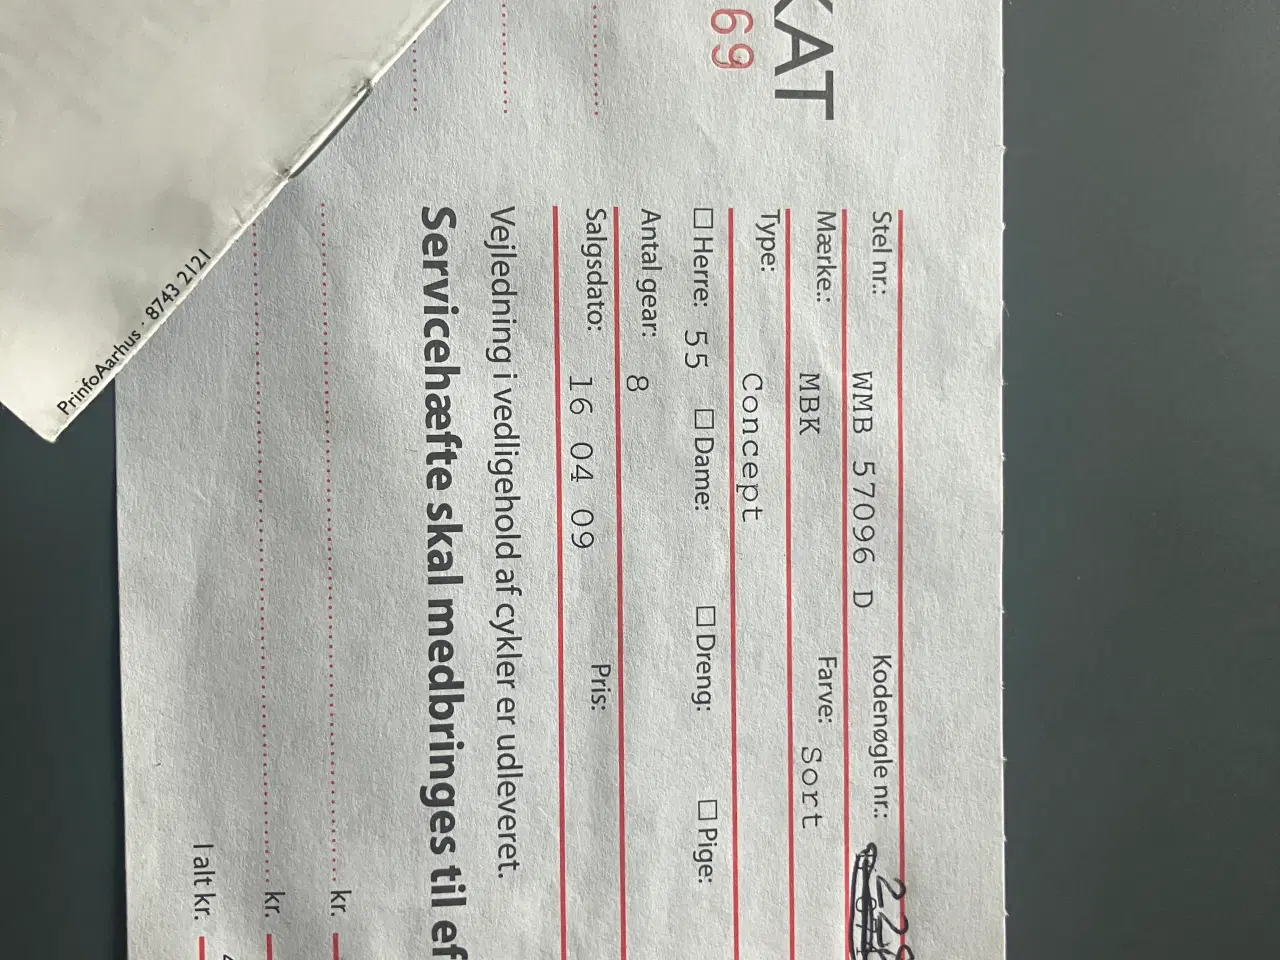 KAT
69
Stel nr.: WMB 57096 D Kodenøgle nr.: 228
Mærke.: MBK Farve: Sort
Type: Concept
☐ Herre: 55 ☐ Dame: ☐ Dreng: ☐ Pige:
Antal gear: 8
Salgsdato: 16 04 09 Pris:
Vejledning i vedligehold af cykler er udleveret.
Servicehæfte skal medbringes til ef
kr.
kr.
I alt kr.
PrinfoAarhus · 8743 2121